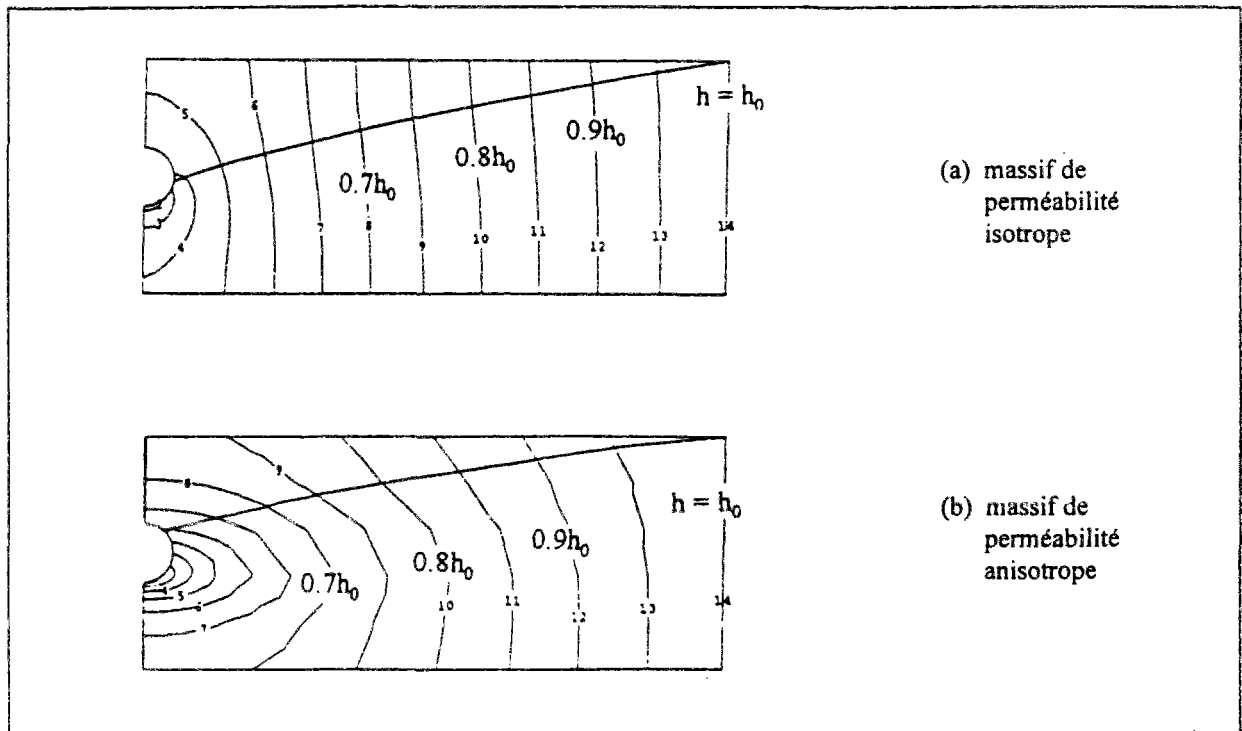 5
6
h = h₀
0.9h₀
0.8h₀
0.7h₀
4
7
8
9
10
11
12
13
14
(a) massif de
perméabilité
isotrope
9
8
h = h₀
0.9h₀
0.8h₀
0.7h₀
4
5
6
7
10
11
12
13
14
(b) massif de
perméabilité
anisotrope